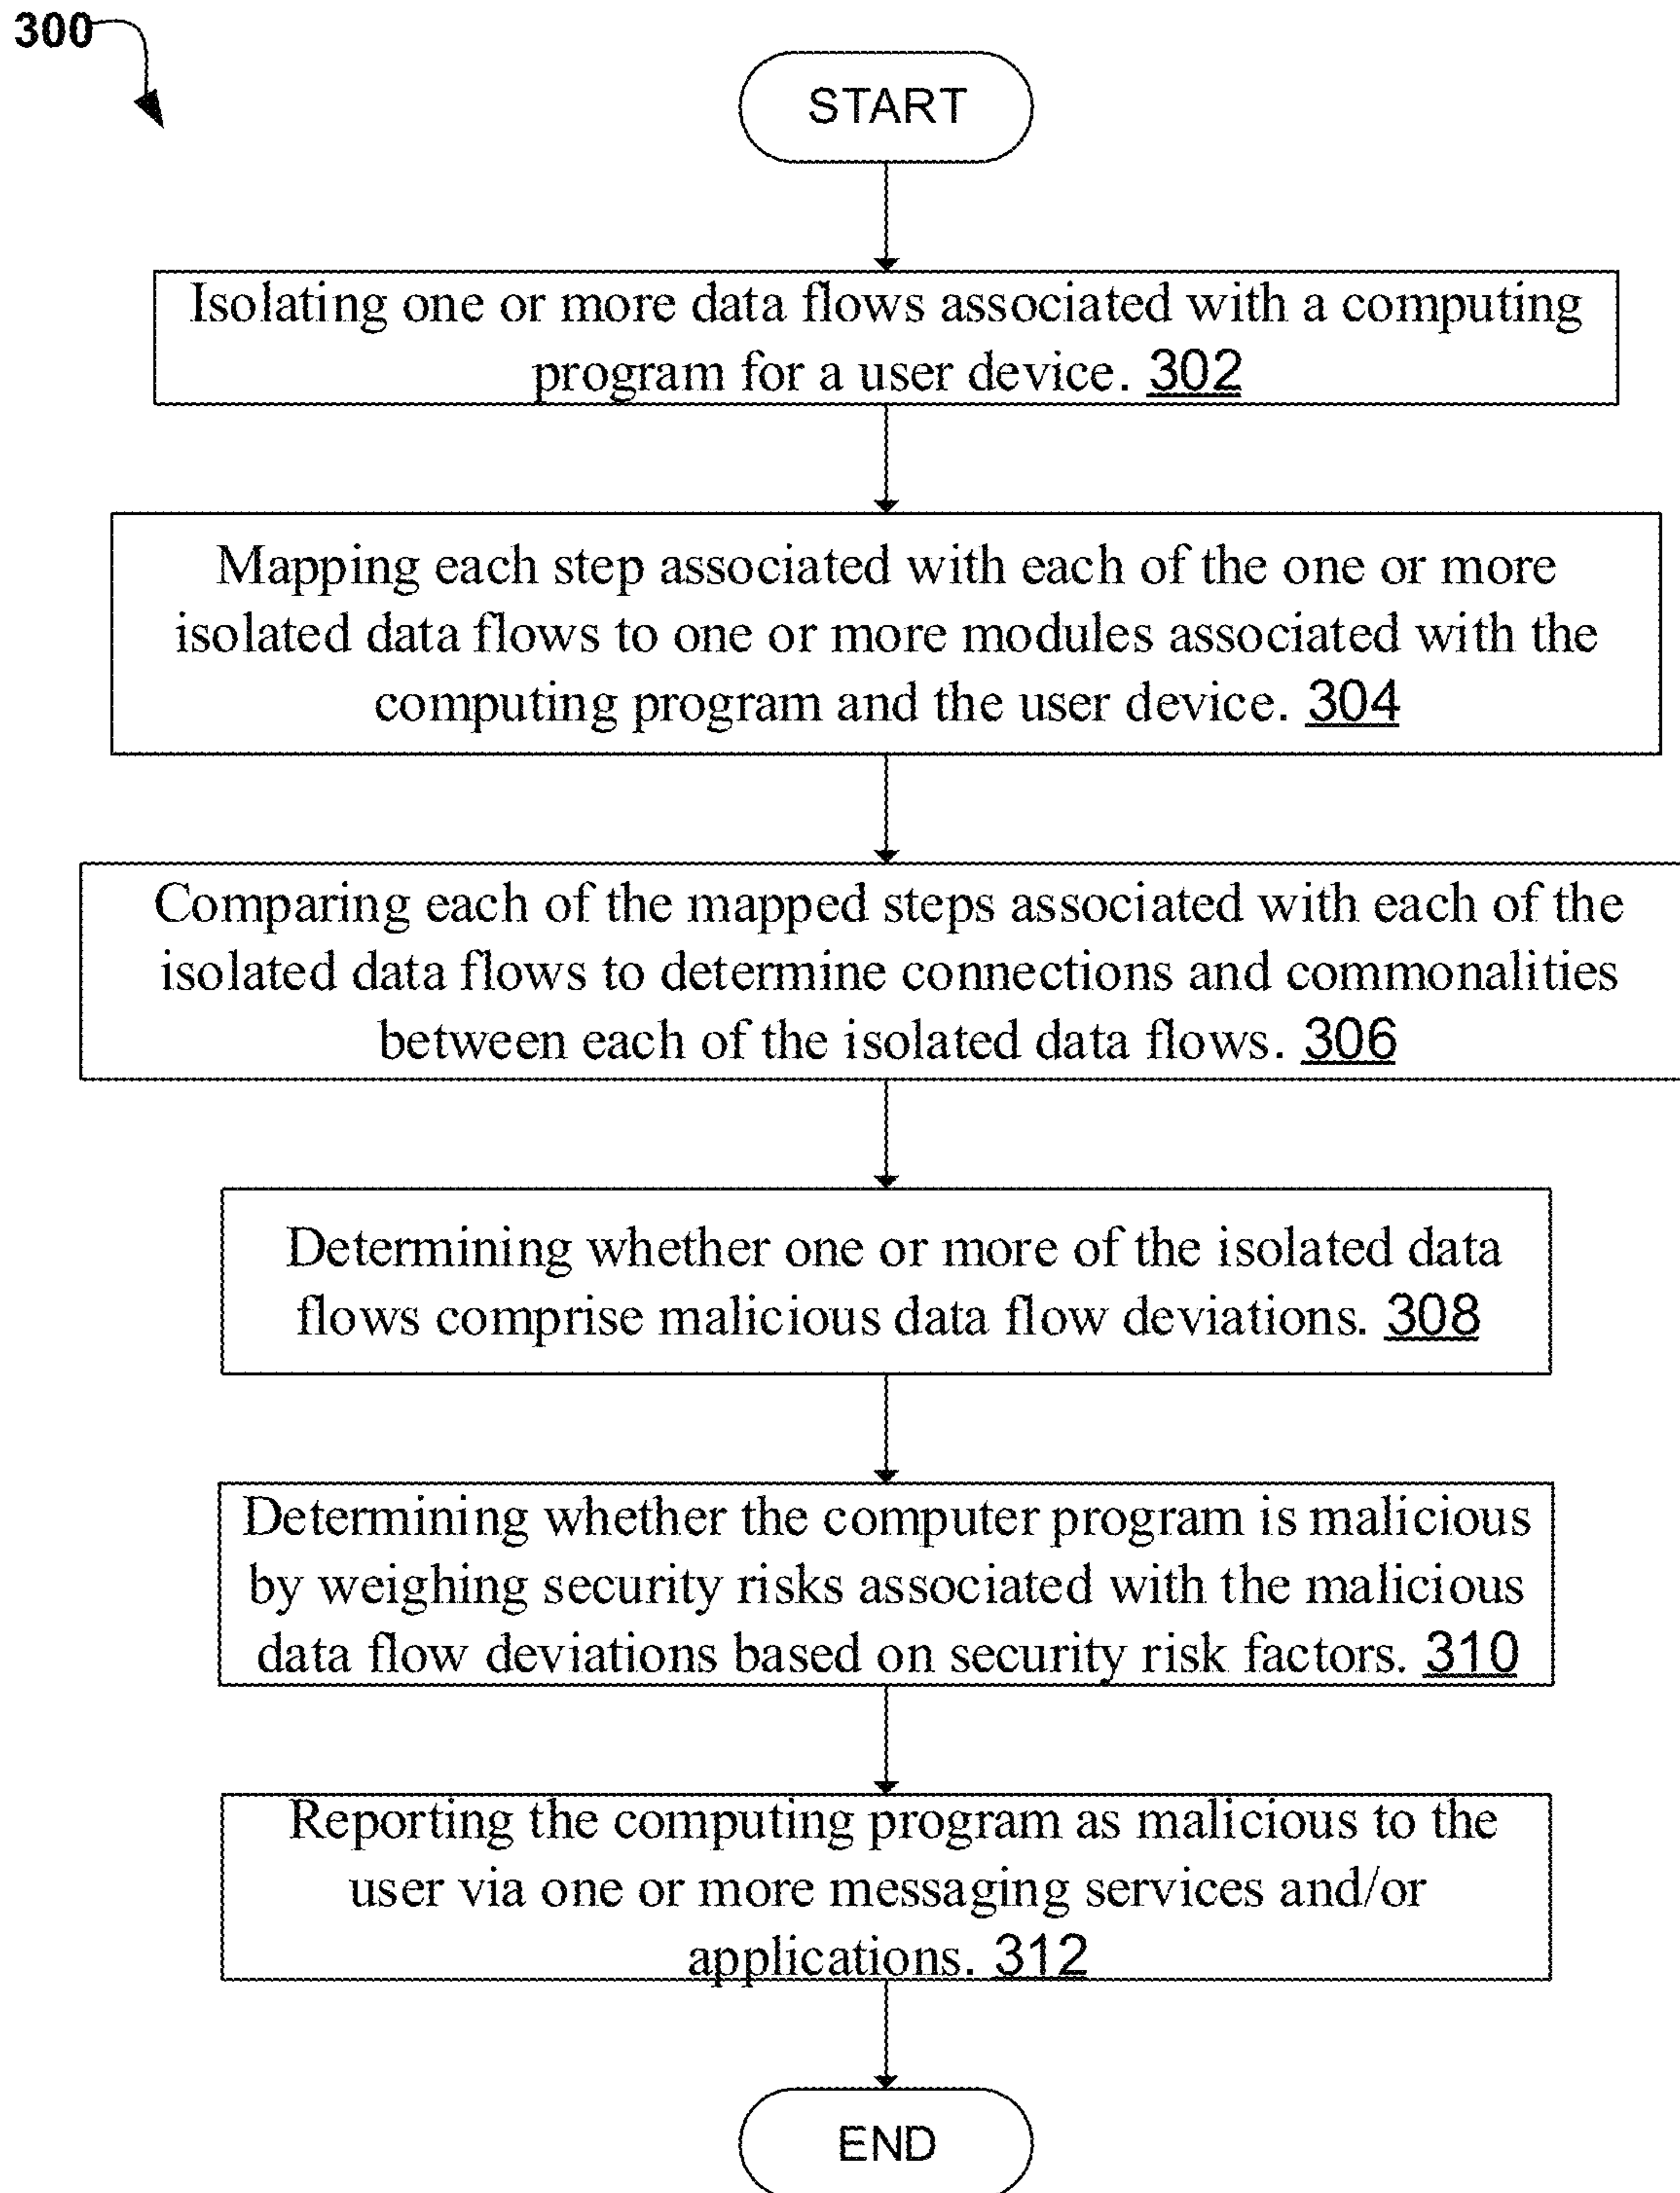 300
START
Isolating one or more data flows associated with a computing
program for a user device. 302
Mapping each step associated with each of the one or more
isolated data flows to one or more modules associated with the
computing program and the user device. 304
Comparing each of the mapped steps associated with each of the
isolated data flows to determine connections and commonalities
between each of the isolated data flows. 306
Determining whether one or more of the isolated data
flows comprise malicious data flow deviations. 308
Determining whether the computer program is malicious
by weighing security risks associated with the malicious
data flow deviations based on security risk factors. 310
Reporting the computing program as malicious to the
user via one or more messaging services and/or
applications. 312
END